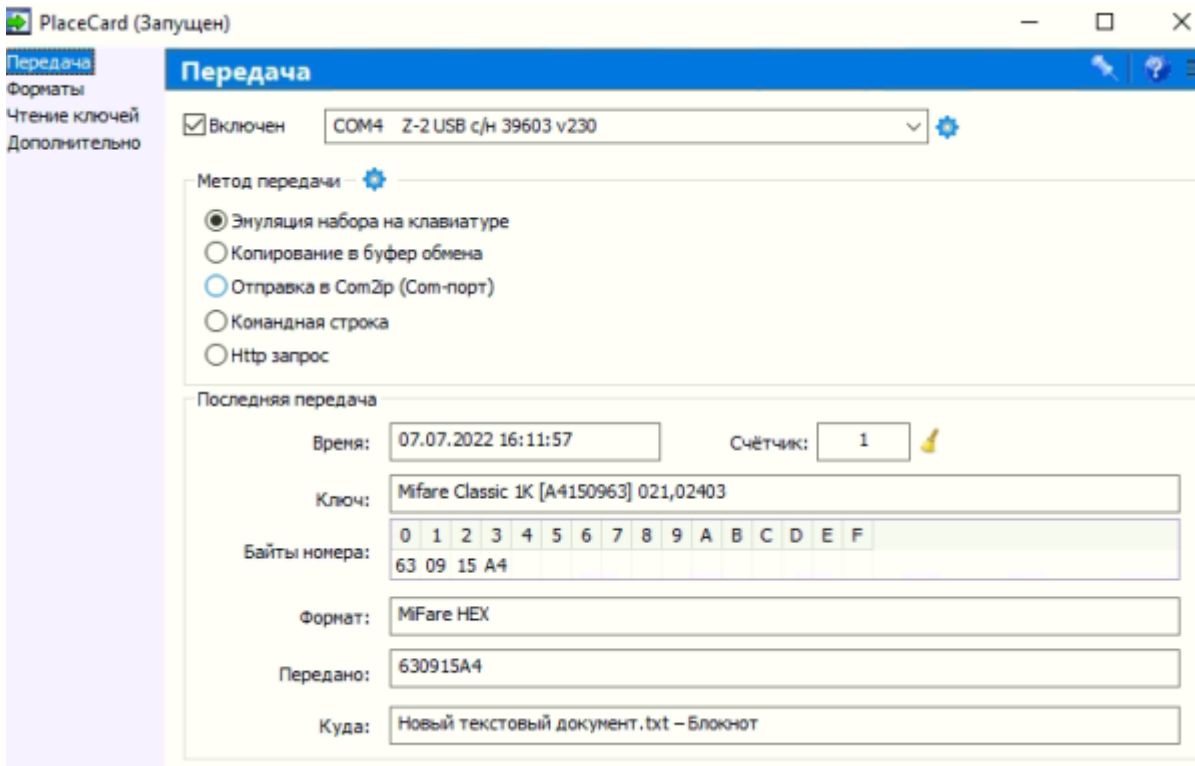 PlaceCard (Запущен)
Передача
Форматы
Чтение ключей
Дополнительно
Передача
Включен COM4 Z-2 USB с/н 39603 v230
Метод передачи
Эмуляция набора на клавиатуре
Копирование в буфер обмена
Отправка в Com2ip (Com-порт)
Командная строка
Http запрос
Последняя передача
Время: 07.07.2022 16:11:57 Счётчик: 1
Ключ: Mifare Classic 1K [A4150963] 021,02403
0 1 2 3 4 5 6 7 8 9 A B C D E F
Байты номера:
63 09 15 A4
Формат: MiFare HEX
Передано: 630915A4
Куда: Новый текстовый документ.txt – Блокнот